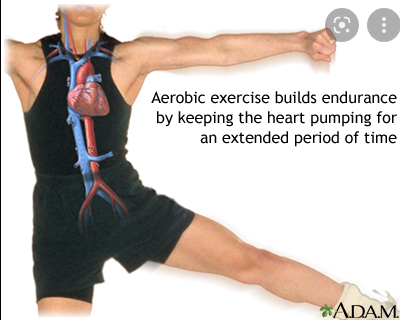 Aerobic exercise builds endurance
by keeping the heart pumping for
an extended period of time
A.D.A.M.